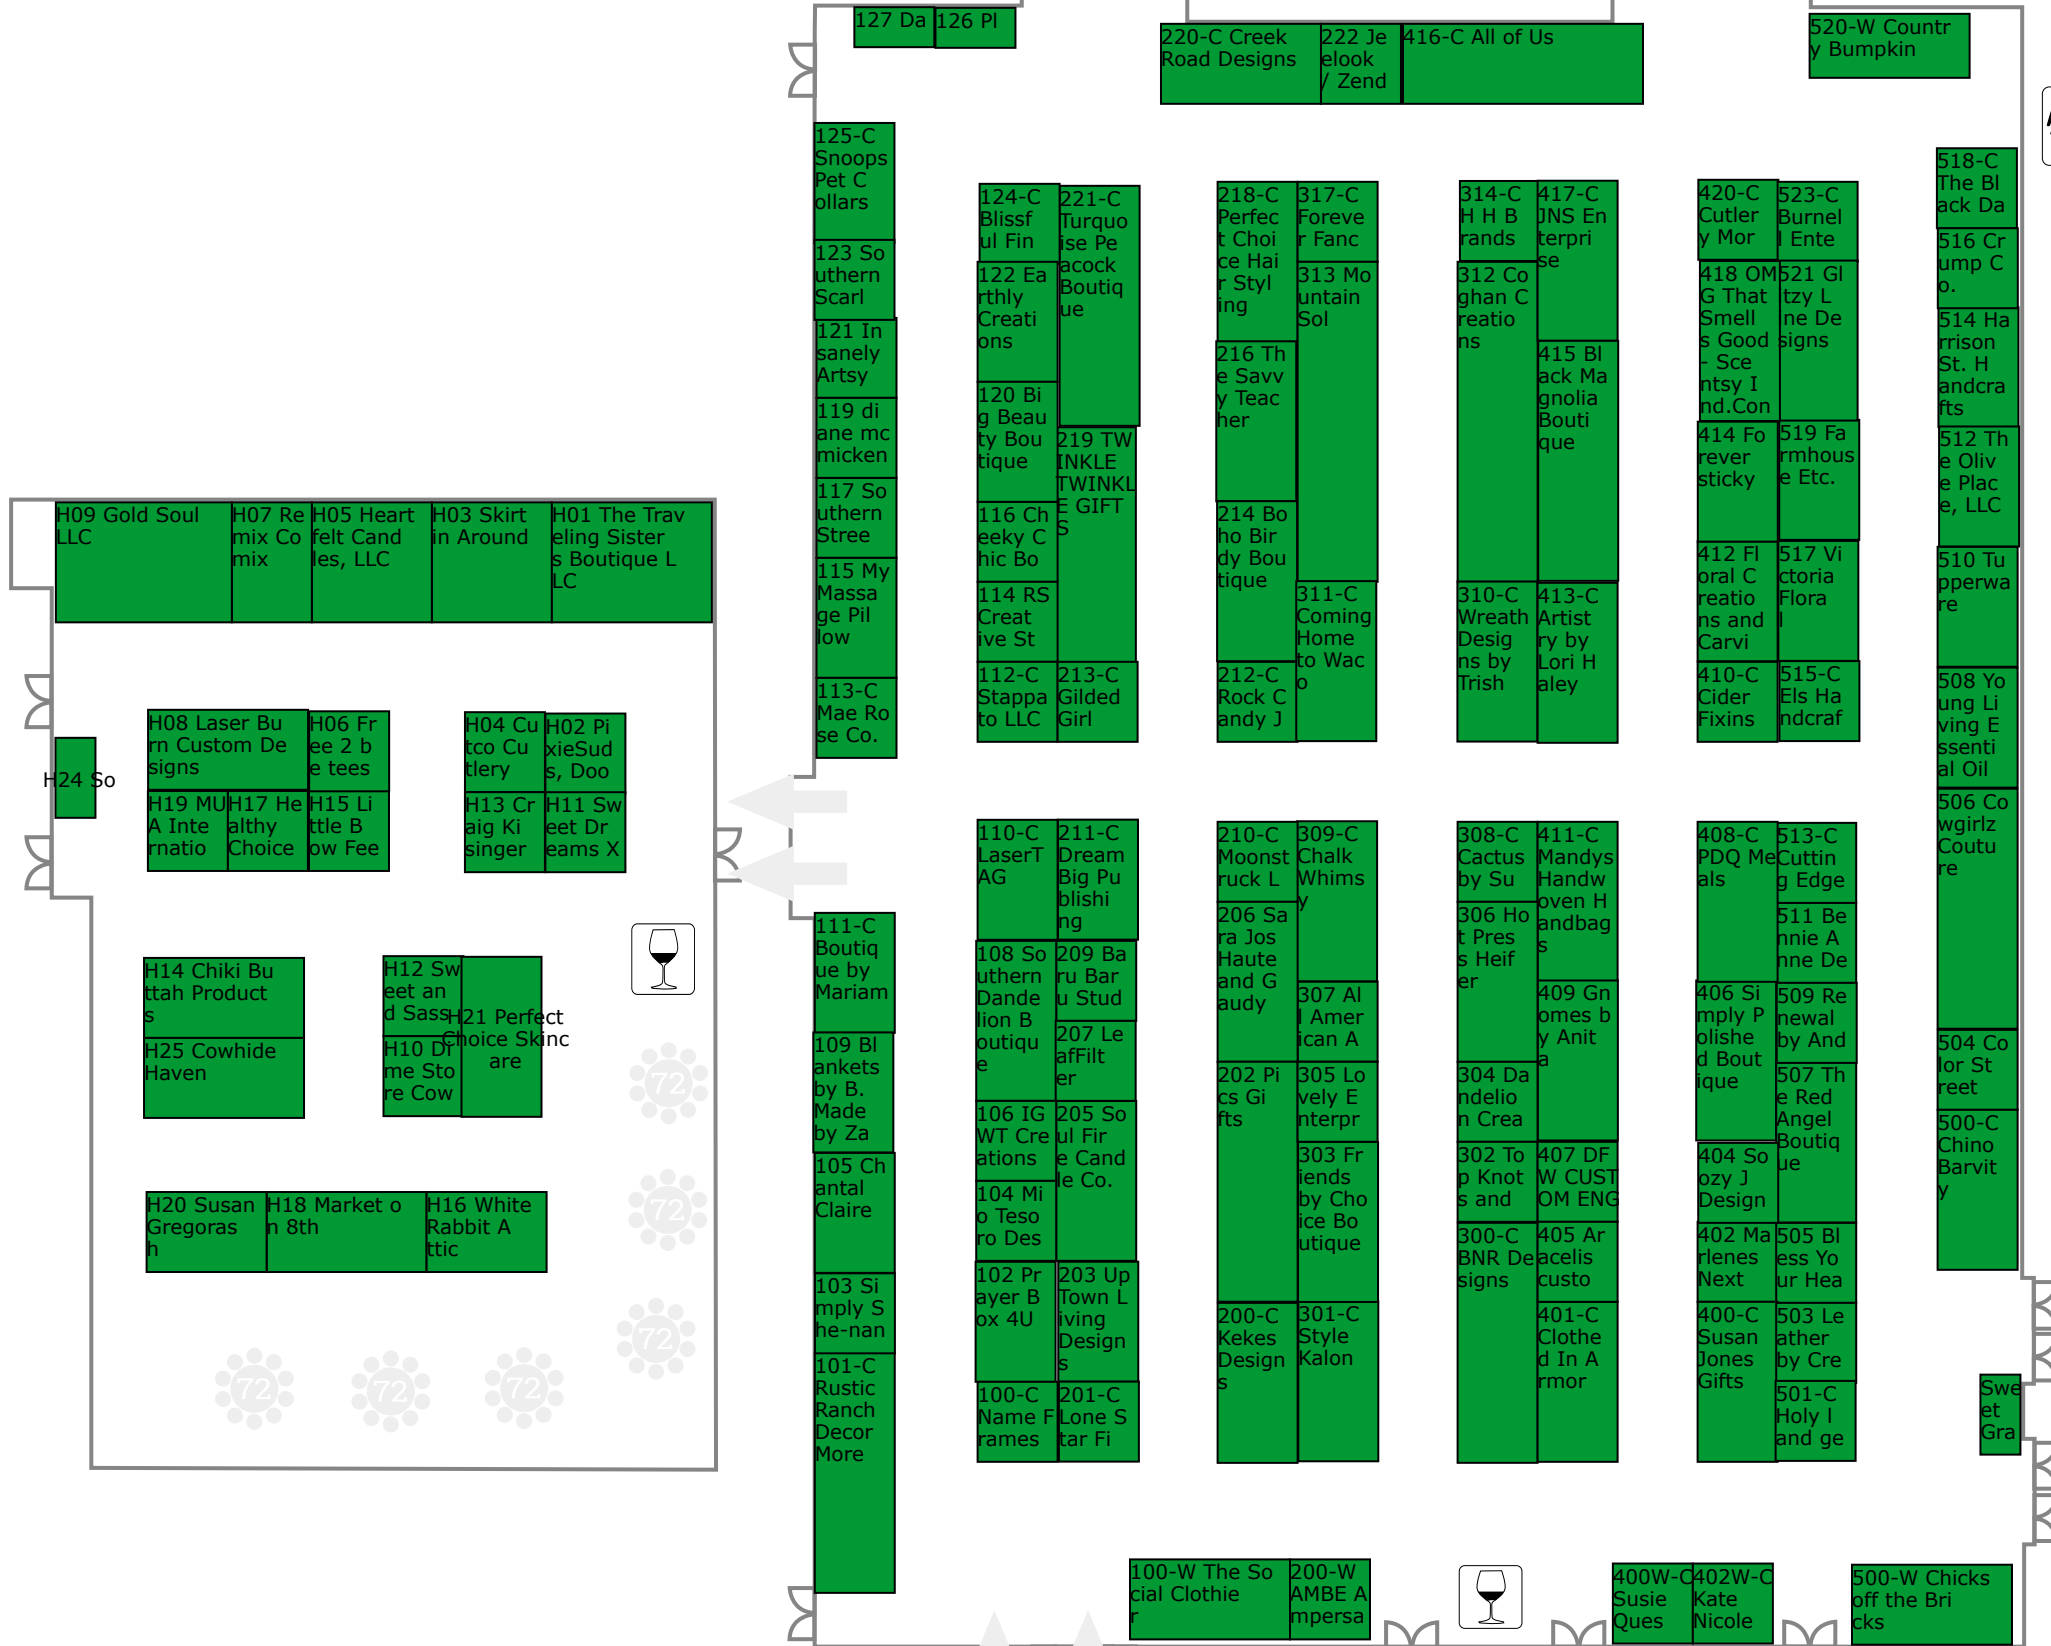 127 Da
126 Pl
220-C Creek
Road Designs
222 Je
elook
/ Zend
416-C All of Us
520-W Countr
y Bumpkin
125-C
Snoops
Pet C
ollars
123 So
uthern
Scarl
121 In
sanely
Artsy
119 di
ane mc
micken
117 So
uthern
Stree
115 My
Massa
ge Pil
low
113-C
Mae Ro
se Co.
124-C
Blissf
ul Fin
122 Ea
rthly
Creati
ons
120 Bi
g Beau
ty Bou
tique
116 Ch
eeky C
hic Bo
114 RS
Creat
ive St
112-C
Stappa
to LLC
221-C
Turquo
ise Pe
acock
Boutiq
ue
219 TW
INKLE
TWINKL
E GIFT
S
213-C
Gilded
Girl
218-C
Perfec
t Choi
ce Hai
r Styl
ing
216 Th
e Savv
y Teac
her
214 Bo
ho Bir
dy Bou
tique
212-C
Rock C
andy J
317-C
Foreve
r Fanc
313 Mo
untain
Sol
311-C
Coming
Home
to Wac
o
314-C
H H B
rands
312 Co
ghan C
reatio
ns
310-C
Wreath
Desig
ns by
Trish
417-C
JNS En
terpri
se
415 Bl
ack Ma
gnolia
Bouti
que
413-C
Artist
ry by
Lori H
aley
420-C
Cutler
y Mor
418 OM
G That
Smell
s Good
- Sce
ntsy I
nd.Con
414 Fo
rever
sticky
412 Fl
oral C
reatio
ns and
Carvi
410-C
Cider
Fixins
523-C
Burnel
l Ente
521 Gl
itzy L
ine De
signs
519 Fa
rmhous
e Etc.
517 Vi
ctoria
Flora
l
515-C
Els Ha
ndcraf
518-C
The Bl
ack Da
516 Cr
ump C
o.
514 Ha
rrison
St. H
andcra
fts
512 Th
e Oliv
e Plac
e, LLC
510 Tu
pperwa
re
508 Yo
ung Li
ving E
ssenti
al Oil
506 Co
wgirlz
Coutu
re
504 Co
lor St
reet
500-C
Chino
Barvit
y
H09 Gold Soul
LLC
H07 Re
mix Co
mix
H05 Heart
felt Cand
les, LLC
H03 Skirt
in Around
H01 The Trav
eling Sister
s Boutique L
LC
H08 Laser Bu
rn Custom De
signs
H06 Fr
ee 2 b
e tees
H04 Cu
tco Cu
tlery
H02 Pi
xieSud
s, Doo
H24 So
H19 MU
A Inte
rnatio
H17 He
althy
Choice
H15 Li
ttle B
ow Fee
H13 Cr
aig Ki
singer
H11 Sw
eet Dr
eams X
H14 Chiki Bu
ttah Product
s
H25 Cowhide
Haven
H12 Sw
eet an
d Sass
H10 Di
me Sto
re Cow
H21 Perfect
Choice Skinc
are
H20 Susan
Gregoras
h
H18 Market o
n 8th
H16 White
Rabbit A
ttic
72
72
72
72
72
72
111-C
Boutiq
ue by
Mariam
109 Bl
ankets
by B.
Made
by Za
105 Ch
antal
Claire
103 Si
mply S
he-nan
101-C
Rustic
Ranch
Decor
More
110-C
LaserT
AG
108 So
uthern
Dande
lion B
outiqu
e
106 IG
WT Cre
ations
104 Mi
o Teso
ro Des
102 Pr
ayer B
ox 4U
100-C
Name F
rames
211-C
Dream
Big Pu
blishi
ng
209 Ba
ru Bar
u Stud
207 Le
afFilt
er
205 So
ul Fir
e Cand
le Co.
203 Up
Town L
iving
Design
s
201-C
Lone S
tar Fi
210-C
Moonst
ruck L
206 Sa
ra Jos
Haute
and G
audy
202 Pi
cs Gi
fts
200-C
Kekes
Design
s
309-C
Chalk
Whims
y
307 Al
l Amer
ican A
305 Lo
vely E
nterpr
303 Fr
iends
by Cho
ice Bo
utique
301-C
Style
Kalon
308-C
Cactus
by Su
306 Ho
t Pres
s Heif
er
304 Da
ndelio
n Crea
302 To
p Knot
s and
300-C
BNR De
signs
411-C
Mandys
Handw
oven H
andbag
s
409 Gn
omes b
y Anit
a
407 DF
W CUST
OM ENG
405 Ar
acelis
custo
401-C
Clothe
d In A
rmor
408-C
PDQ Me
als
406 Si
mply P
olishe
d Bout
ique
404 So
ozy J
Design
402 Ma
rlenes
Next
400-C
Susan
Jones
Gifts
513-C
Cuttin
g Edge
511 Be
nnie A
nne De
509 Re
newal
by And
507 Th
e Red
Angel
Boutiq
ue
505 Bl
ess Yo
ur Hea
503 Le
ather
by Cre
501-C
Holy l
and ge
Swe
et
Gra
100-W The So
cial Clothie
r
200-W
AMBE A
mpersa
400W-C
Susie
Ques
402W-C
Kate
Nicole
500-W Chicks
off the Bri
cks